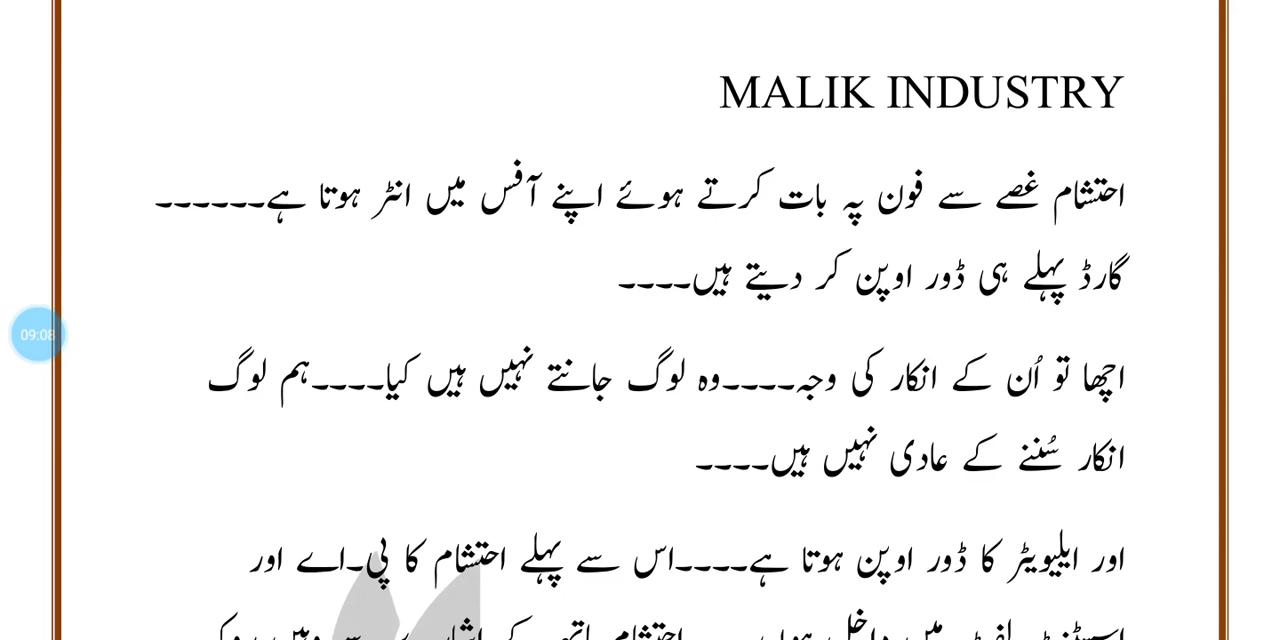 MALIK INDUSTRY
احتشام غصے سے فون پہ بات کرتے ہوئے اپنے آفس میں انٹر ہوتا ہے۔۔۔۔۔۔
گارڈ پہلے ہی ڈور اوپن کر دیتے ہیں۔۔۔۔
09:08
اچھا تو اُن کے انکار کی وجہ۔۔۔۔وہ لوگ جانتے نہیں ہیں کیا۔۔۔۔ہم لوگ
انکار سُننے کے عادی نہیں ہیں۔۔۔۔
اور ایلیویٹر کا ڈور اوپن ہوتا ہے۔۔۔۔اس سے پہلے احتشام کا پی۔اے اور